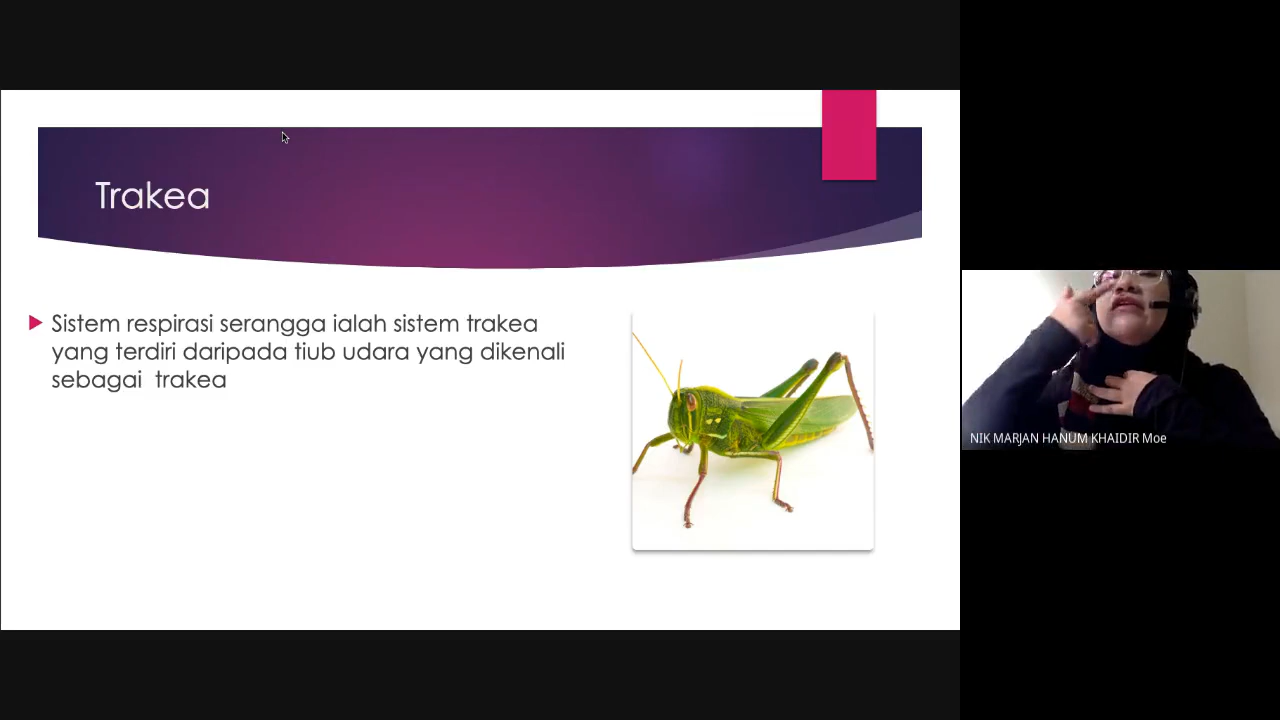 Trakea
Sistem respirasi serangga ialah sistem trakea
yang terdiri daripada tiub udara yang dikenali
sebagai trakea
NIK MARJAN HANUM KHAIDIR Moe